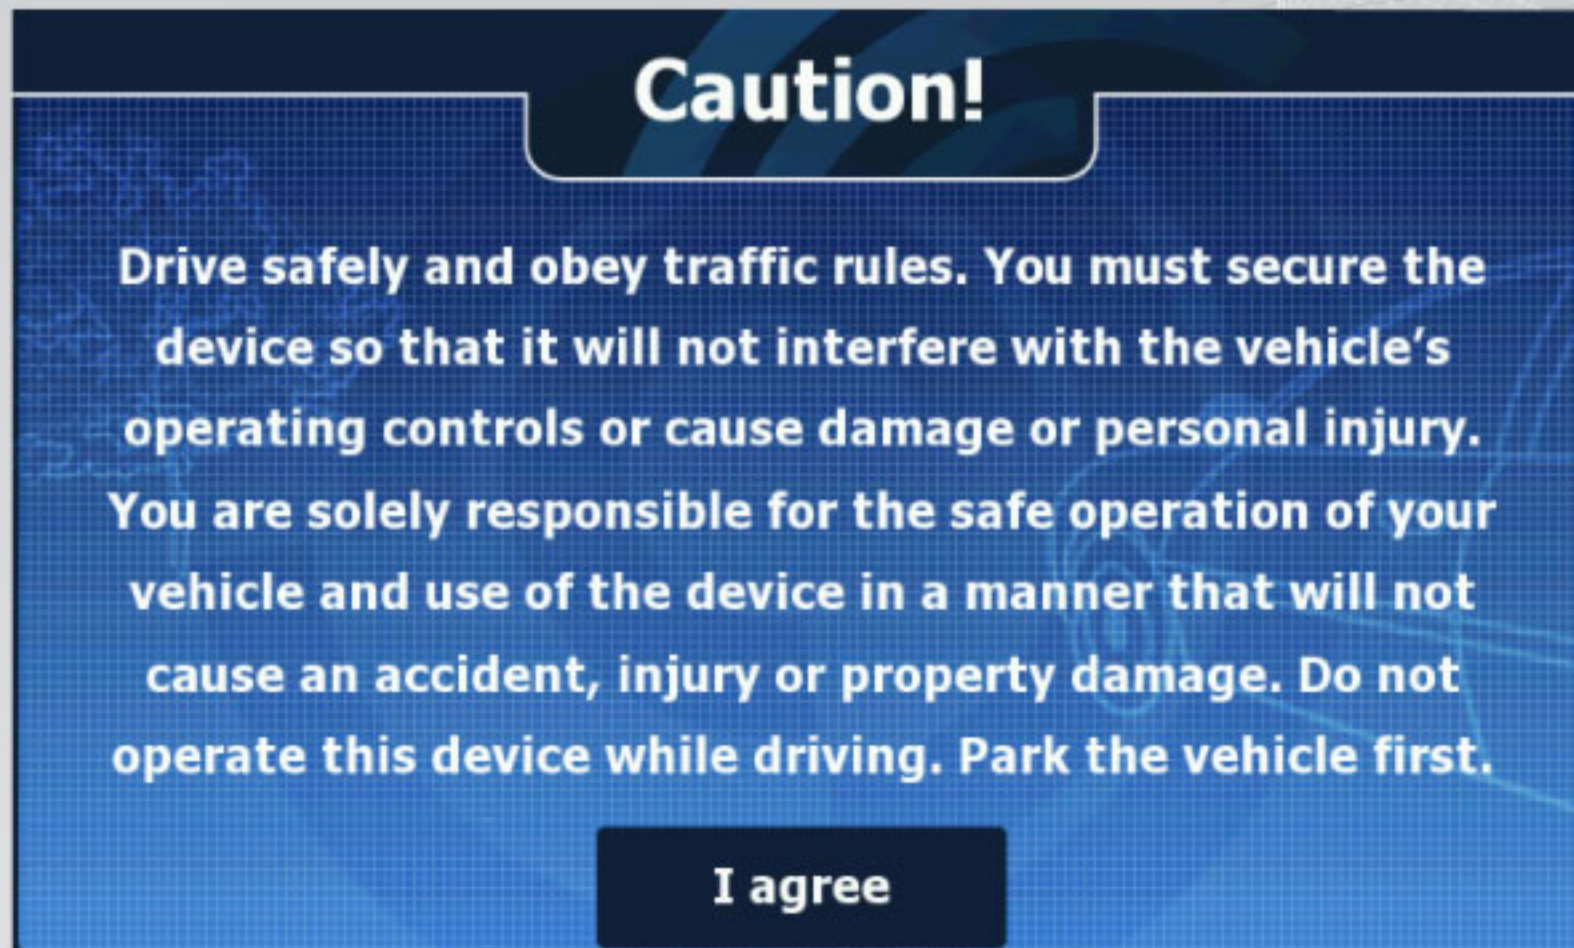 Caution!
Drive safely and obey traffic rules. You must secure the
device so that it will not interfere with the vehicle’s
operating controls or cause damage or personal injury.
You are solely responsible for the safe operation of your
vehicle and use of the device in a manner that will not
cause an accident, injury or property damage. Do not
operate this device while driving. Park the vehicle first.
I agree